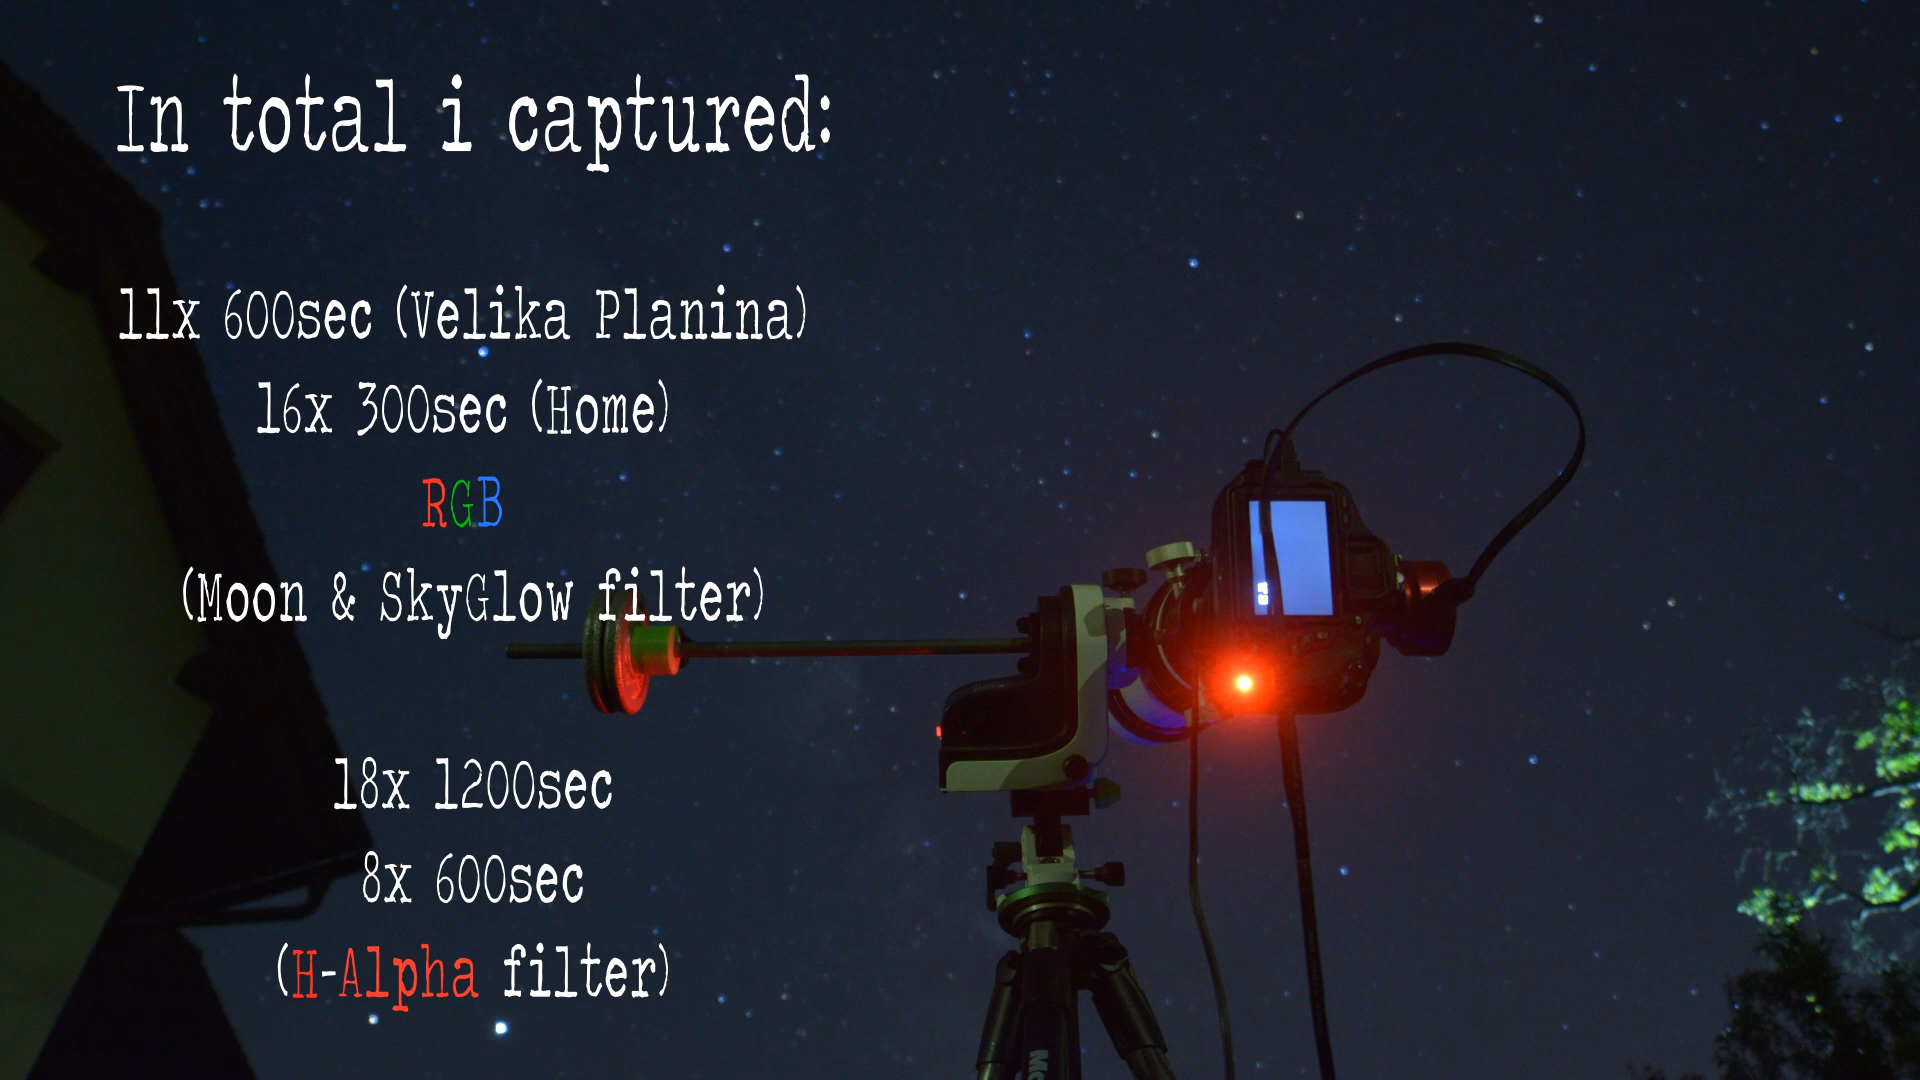 In total i captured:
11x 600sec (Velika Planina)
16x 300sec (Home)
RGB
(Moon & SkyGlow filter)
18x 1200sec
8x 600sec
(H-Alpha filter)